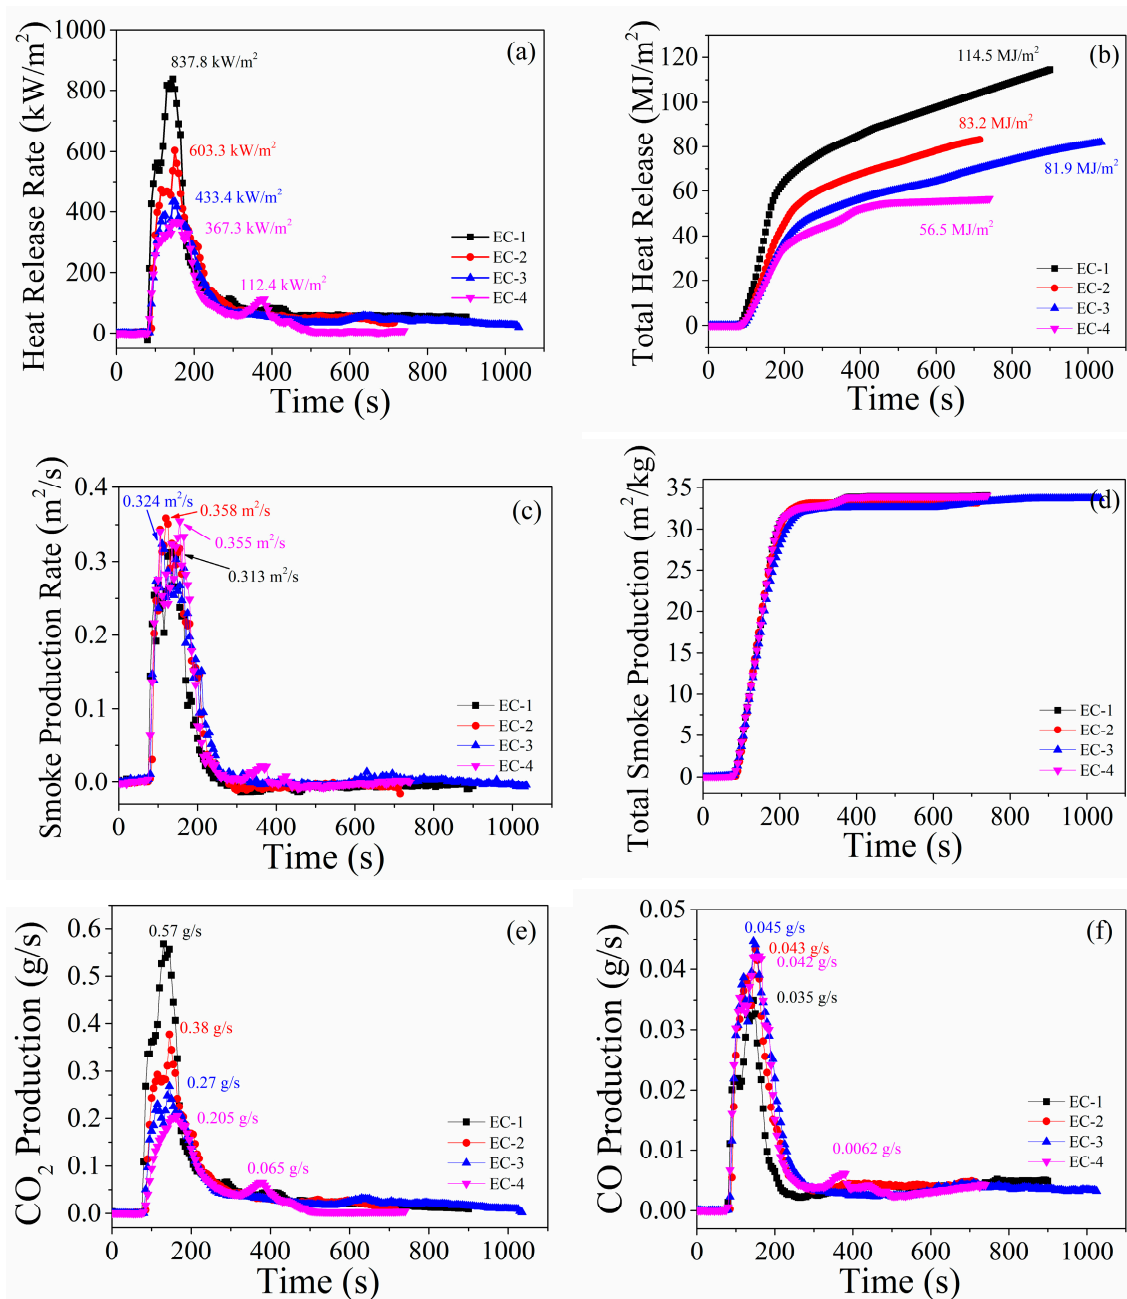 (a)
Heat Release Rate (kW/m²)
1000
800
600
400
200
0
837.8 kW/m²
603.3 kW/m²
433.4 kW/m²
367.3 kW/m²
112.4 kW/m²
EC-1
EC-2
EC-3
EC-4
0 200 400 600 800 1000
Time (s)
(b)
Total Heat Release (MJ/m²)
120
100
80
60
40
20
0
114.5 MJ/m²
83.2 MJ/m²
81.9 MJ/m²
56.5 MJ/m²
EC-1
EC-2
EC-3
EC-4
0 200 400 600 800 1000
Time (s)
(c)
Smoke Production Rate (m²/s)
0.4
0.3
0.2
0.1
0.0
0.324 m²/s
0.358 m²/s
0.355 m²/s
0.313 m²/s
EC-1
EC-2
EC-3
EC-4
0 200 400 600 800 1000
Time (s)
(d)
Total Smoke Production (m²/kg)
35
30
25
20
15
10
5
0
EC-1
EC-2
EC-3
EC-4
0 200 400 600 800 1000
Time (s)
(e)
CO₂ Production (g/s)
0.6
0.5
0.4
0.3
0.2
0.1
0.0
0.57 g/s
0.38 g/s
0.27 g/s
0.205 g/s
0.065 g/s
EC-1
EC-2
EC-3
EC-4
0 200 400 600 800 1000
Time (s)
(f)
CO Production (g/s)
0.05
0.04
0.03
0.02
0.01
0.00
0.045 g/s
0.043 g/s
0.042 g/s
0.035 g/s
0.0062 g/s
EC-1
EC-2
EC-3
EC-4
0 200 400 600 800 1000
Time (s)